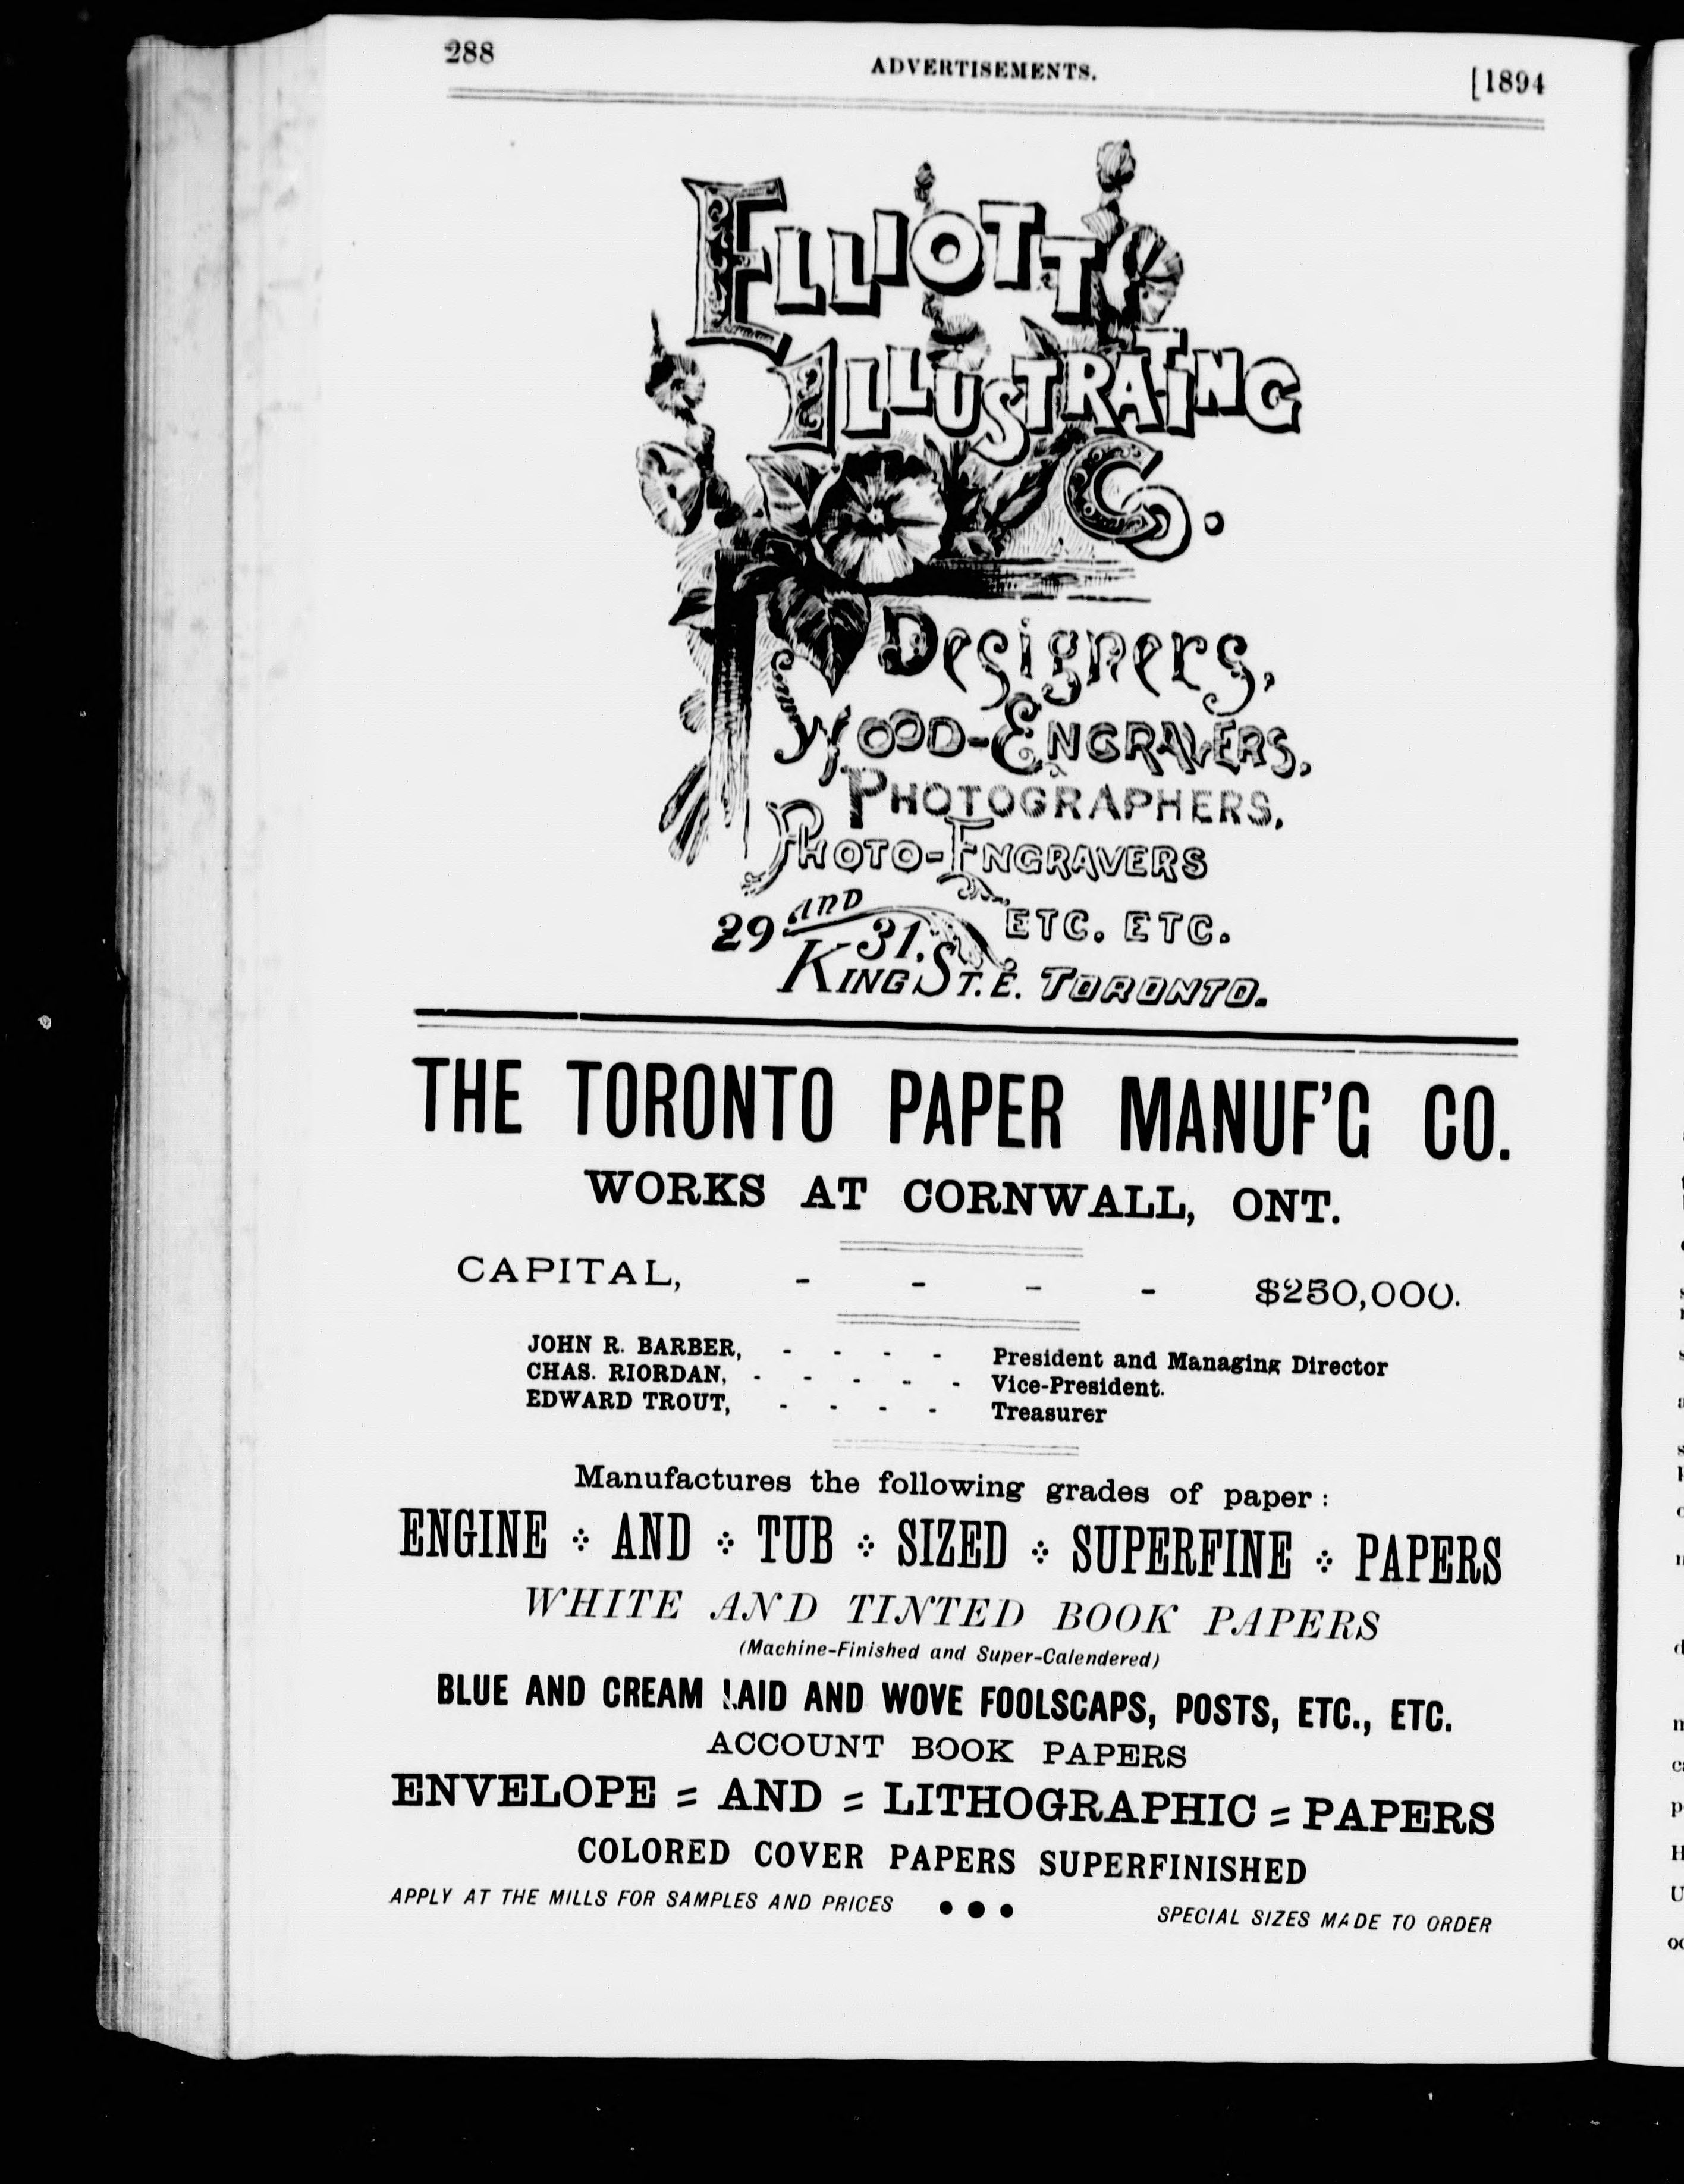 288 ADVERTISEMENTS. [1894
ELLIOTT
ILLUSTRATING
Co.
Designers,
WOOD-ENGRAVERS,
PHOTOGRAPHERS,
PHOTO-ENGRAVERS
29 and 31. ETC. ETC.
KING ST. E. TORONTO.
THE TORONTO PAPER MANUF'G CO.
WORKS AT CORNWALL, ONT.
CAPITAL, - - - - $250,000.
JOHN R. BARBER, - - - - President and Managing Director
CHAS. RIORDAN, - - - - - Vice-President.
EDWARD TROUT, - - - - Treasurer
Manufactures the following grades of paper:
ENGINE AND TUB SIZED SUPERFINE PAPERS
WHITE AND TINTED BOOK PAPERS
(Machine-Finished and Super-Calendered)
BLUE AND CREAM LAID AND WOVE FOOLSCAPS, POSTS, ETC., ETC.
ACCOUNT BOOK PAPERS
ENVELOPE = AND = LITHOGRAPHIC = PAPERS
COLORED COVER PAPERS SUPERFINISHED
APPLY AT THE MILLS FOR SAMPLES AND PRICES ● ● ● SPECIAL SIZES MADE TO ORDER